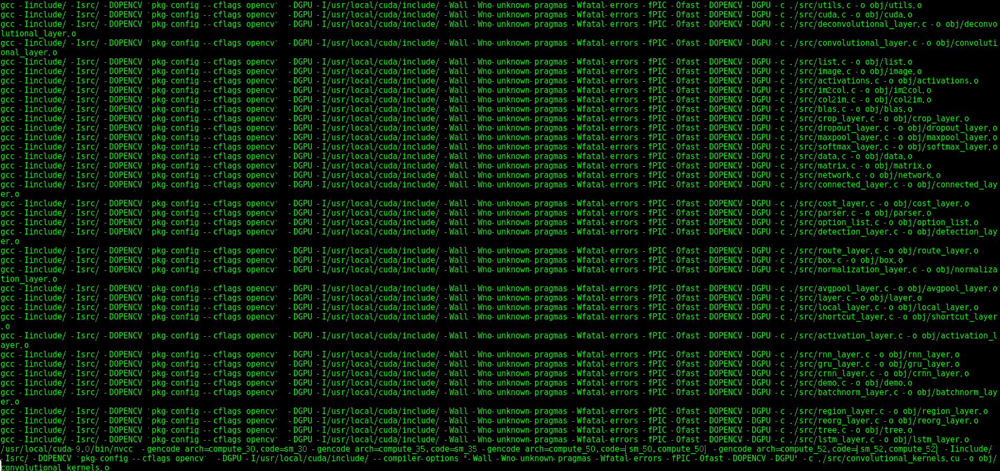 gcc -Iinclude/ -Isrc/ -DOPENCV `pkg-config --cflags opencv`  -DGPU -I/usr/local/cuda/include/ -Wall -Wno-unknown-pragmas -Wfatal-errors -fPIC -Ofast -DOPENCV -DGPU -c ./src/utils.c -o obj/utils.o
gcc -Iinclude/ -Isrc/ -DOPENCV `pkg-config --cflags opencv`  -DGPU -I/usr/local/cuda/include/ -Wall -Wno-unknown-pragmas -Wfatal-errors -fPIC -Ofast -DOPENCV -DGPU -c ./src/cuda.c -o obj/cuda.o
gcc -Iinclude/ -Isrc/ -DOPENCV `pkg-config --cflags opencv`  -DGPU -I/usr/local/cuda/include/ -Wall -Wno-unknown-pragmas -Wfatal-errors -fPIC -Ofast -DOPENCV -DGPU -c ./src/deconvolutional_layer.c -o obj/deconvo
lutional_layer.o
gcc -Iinclude/ -Isrc/ -DOPENCV `pkg-config --cflags opencv`  -DGPU -I/usr/local/cuda/include/ -Wall -Wno-unknown-pragmas -Wfatal-errors -fPIC -Ofast -DOPENCV -DGPU -c ./src/convolutional_layer.c -o obj/convoluti
onal_layer.o
gcc -Iinclude/ -Isrc/ -DOPENCV `pkg-config --cflags opencv`  -DGPU -I/usr/local/cuda/include/ -Wall -Wno-unknown-pragmas -Wfatal-errors -fPIC -Ofast -DOPENCV -DGPU -c ./src/list.c -o obj/list.o
gcc -Iinclude/ -Isrc/ -DOPENCV `pkg-config --cflags opencv`  -DGPU -I/usr/local/cuda/include/ -Wall -Wno-unknown-pragmas -Wfatal-errors -fPIC -Ofast -DOPENCV -DGPU -c ./src/image.c -o obj/image.o
gcc -Iinclude/ -Isrc/ -DOPENCV `pkg-config --cflags opencv`  -DGPU -I/usr/local/cuda/include/ -Wall -Wno-unknown-pragmas -Wfatal-errors -fPIC -Ofast -DOPENCV -DGPU -c ./src/activations.c -o obj/activations.o
gcc -Iinclude/ -Isrc/ -DOPENCV `pkg-config --cflags opencv`  -DGPU -I/usr/local/cuda/include/ -Wall -Wno-unknown-pragmas -Wfatal-errors -fPIC -Ofast -DOPENCV -DGPU -c ./src/im2col.c -o obj/im2col.o
gcc -Iinclude/ -Isrc/ -DOPENCV `pkg-config --cflags opencv`  -DGPU -I/usr/local/cuda/include/ -Wall -Wno-unknown-pragmas -Wfatal-errors -fPIC -Ofast -DOPENCV -DGPU -c ./src/col2im.c -o obj/col2im.o
gcc -Iinclude/ -Isrc/ -DOPENCV `pkg-config --cflags opencv`  -DGPU -I/usr/local/cuda/include/ -Wall -Wno-unknown-pragmas -Wfatal-errors -fPIC -Ofast -DOPENCV -DGPU -c ./src/blas.c -o obj/blas.o
gcc -Iinclude/ -Isrc/ -DOPENCV `pkg-config --cflags opencv`  -DGPU -I/usr/local/cuda/include/ -Wall -Wno-unknown-pragmas -Wfatal-errors -fPIC -Ofast -DOPENCV -DGPU -c ./src/crop_layer.c -o obj/crop_layer.o
gcc -Iinclude/ -Isrc/ -DOPENCV `pkg-config --cflags opencv`  -DGPU -I/usr/local/cuda/include/ -Wall -Wno-unknown-pragmas -Wfatal-errors -fPIC -Ofast -DOPENCV -DGPU -c ./src/dropout_layer.c -o obj/dropout_layer.o
gcc -Iinclude/ -Isrc/ -DOPENCV `pkg-config --cflags opencv`  -DGPU -I/usr/local/cuda/include/ -Wall -Wno-unknown-pragmas -Wfatal-errors -fPIC -Ofast -DOPENCV -DGPU -c ./src/maxpool_layer.c -o obj/maxpool_layer.o
gcc -Iinclude/ -Isrc/ -DOPENCV `pkg-config --cflags opencv`  -DGPU -I/usr/local/cuda/include/ -Wall -Wno-unknown-pragmas -Wfatal-errors -fPIC -Ofast -DOPENCV -DGPU -c ./src/softmax_layer.c -o obj/softmax_layer.o
gcc -Iinclude/ -Isrc/ -DOPENCV `pkg-config --cflags opencv`  -DGPU -I/usr/local/cuda/include/ -Wall -Wno-unknown-pragmas -Wfatal-errors -fPIC -Ofast -DOPENCV -DGPU -c ./src/data.c -o obj/data.o
gcc -Iinclude/ -Isrc/ -DOPENCV `pkg-config --cflags opencv`  -DGPU -I/usr/local/cuda/include/ -Wall -Wno-unknown-pragmas -Wfatal-errors -fPIC -Ofast -DOPENCV -DGPU -c ./src/matrix.c -o obj/matrix.o
gcc -Iinclude/ -Isrc/ -DOPENCV `pkg-config --cflags opencv`  -DGPU -I/usr/local/cuda/include/ -Wall -Wno-unknown-pragmas -Wfatal-errors -fPIC -Ofast -DOPENCV -DGPU -c ./src/network.c -o obj/network.o
gcc -Iinclude/ -Isrc/ -DOPENCV `pkg-config --cflags opencv`  -DGPU -I/usr/local/cuda/include/ -Wall -Wno-unknown-pragmas -Wfatal-errors -fPIC -Ofast -DOPENCV -DGPU -c ./src/connected_layer.c -o obj/connected_lay
er.o
gcc -Iinclude/ -Isrc/ -DOPENCV `pkg-config --cflags opencv`  -DGPU -I/usr/local/cuda/include/ -Wall -Wno-unknown-pragmas -Wfatal-errors -fPIC -Ofast -DOPENCV -DGPU -c ./src/cost_layer.c -o obj/cost_layer.o
gcc -Iinclude/ -Isrc/ -DOPENCV `pkg-config --cflags opencv`  -DGPU -I/usr/local/cuda/include/ -Wall -Wno-unknown-pragmas -Wfatal-errors -fPIC -Ofast -DOPENCV -DGPU -c ./src/parser.c -o obj/parser.o
gcc -Iinclude/ -Isrc/ -DOPENCV `pkg-config --cflags opencv`  -DGPU -I/usr/local/cuda/include/ -Wall -Wno-unknown-pragmas -Wfatal-errors -fPIC -Ofast -DOPENCV -DGPU -c ./src/option_list.c -o obj/option_list.o
gcc -Iinclude/ -Isrc/ -DOPENCV `pkg-config --cflags opencv`  -DGPU -I/usr/local/cuda/include/ -Wall -Wno-unknown-pragmas -Wfatal-errors -fPIC -Ofast -DOPENCV -DGPU -c ./src/detection_layer.c -o obj/detection_lay
er.o
gcc -Iinclude/ -Isrc/ -DOPENCV `pkg-config --cflags opencv`  -DGPU -I/usr/local/cuda/include/ -Wall -Wno-unknown-pragmas -Wfatal-errors -fPIC -Ofast -DOPENCV -DGPU -c ./src/route_layer.c -o obj/route_layer.o
gcc -Iinclude/ -Isrc/ -DOPENCV `pkg-config --cflags opencv`  -DGPU -I/usr/local/cuda/include/ -Wall -Wno-unknown-pragmas -Wfatal-errors -fPIC -Ofast -DOPENCV -DGPU -c ./src/box.c -o obj/box.o
gcc -Iinclude/ -Isrc/ -DOPENCV `pkg-config --cflags opencv`  -DGPU -I/usr/local/cuda/include/ -Wall -Wno-unknown-pragmas -Wfatal-errors -fPIC -Ofast -DOPENCV -DGPU -c ./src/normalization_layer.c -o obj/normaliza
tion_layer.o
gcc -Iinclude/ -Isrc/ -DOPENCV `pkg-config --cflags opencv`  -DGPU -I/usr/local/cuda/include/ -Wall -Wno-unknown-pragmas -Wfatal-errors -fPIC -Ofast -DOPENCV -DGPU -c ./src/avgpool_layer.c -o obj/avgpool_layer.o
gcc -Iinclude/ -Isrc/ -DOPENCV `pkg-config --cflags opencv`  -DGPU -I/usr/local/cuda/include/ -Wall -Wno-unknown-pragmas -Wfatal-errors -fPIC -Ofast -DOPENCV -DGPU -c ./src/layer.c -o obj/layer.o
gcc -Iinclude/ -Isrc/ -DOPENCV `pkg-config --cflags opencv`  -DGPU -I/usr/local/cuda/include/ -Wall -Wno-unknown-pragmas -Wfatal-errors -fPIC -Ofast -DOPENCV -DGPU -c ./src/local_layer.c -o obj/local_layer.o
gcc -Iinclude/ -Isrc/ -DOPENCV `pkg-config --cflags opencv`  -DGPU -I/usr/local/cuda/include/ -Wall -Wno-unknown-pragmas -Wfatal-errors -fPIC -Ofast -DOPENCV -DGPU -c ./src/shortcut_layer.c -o obj/shortcut_layer
.o
gcc -Iinclude/ -Isrc/ -DOPENCV `pkg-config --cflags opencv`  -DGPU -I/usr/local/cuda/include/ -Wall -Wno-unknown-pragmas -Wfatal-errors -fPIC -Ofast -DOPENCV -DGPU -c ./src/activation_layer.c -o obj/activation_l
ayer.o
gcc -Iinclude/ -Isrc/ -DOPENCV `pkg-config --cflags opencv`  -DGPU -I/usr/local/cuda/include/ -Wall -Wno-unknown-pragmas -Wfatal-errors -fPIC -Ofast -DOPENCV -DGPU -c ./src/rnn_layer.c -o obj/rnn_layer.o
gcc -Iinclude/ -Isrc/ -DOPENCV `pkg-config --cflags opencv`  -DGPU -I/usr/local/cuda/include/ -Wall -Wno-unknown-pragmas -Wfatal-errors -fPIC -Ofast -DOPENCV -DGPU -c ./src/gru_layer.c -o obj/gru_layer.o
gcc -Iinclude/ -Isrc/ -DOPENCV `pkg-config --cflags opencv`  -DGPU -I/usr/local/cuda/include/ -Wall -Wno-unknown-pragmas -Wfatal-errors -fPIC -Ofast -DOPENCV -DGPU -c ./src/crnn_layer.c -o obj/crnn_layer.o
gcc -Iinclude/ -Isrc/ -DOPENCV `pkg-config --cflags opencv`  -DGPU -I/usr/local/cuda/include/ -Wall -Wno-unknown-pragmas -Wfatal-errors -fPIC -Ofast -DOPENCV -DGPU -c ./src/demo.c -o obj/demo.o
gcc -Iinclude/ -Isrc/ -DOPENCV `pkg-config --cflags opencv`  -DGPU -I/usr/local/cuda/include/ -Wall -Wno-unknown-pragmas -Wfatal-errors -fPIC -Ofast -DOPENCV -DGPU -c ./src/batchnorm_layer.c -o obj/batchnorm_lay
er.o
gcc -Iinclude/ -Isrc/ -DOPENCV `pkg-config --cflags opencv`  -DGPU -I/usr/local/cuda/include/ -Wall -Wno-unknown-pragmas -Wfatal-errors -fPIC -Ofast -DOPENCV -DGPU -c ./src/region_layer.c -o obj/region_layer.o
gcc -Iinclude/ -Isrc/ -DOPENCV `pkg-config --cflags opencv`  -DGPU -I/usr/local/cuda/include/ -Wall -Wno-unknown-pragmas -Wfatal-errors -fPIC -Ofast -DOPENCV -DGPU -c ./src/reorg_layer.c -o obj/reorg_layer.o
gcc -Iinclude/ -Isrc/ -DOPENCV `pkg-config --cflags opencv`  -DGPU -I/usr/local/cuda/include/ -Wall -Wno-unknown-pragmas -Wfatal-errors -fPIC -Ofast -DOPENCV -DGPU -c ./src/tree.c -o obj/tree.o
gcc -Iinclude/ -Isrc/ -DOPENCV `pkg-config --cflags opencv`  -DGPU -I/usr/local/cuda/include/ -Wall -Wno-unknown-pragmas -Wfatal-errors -fPIC -Ofast -DOPENCV -DGPU -c ./src/lstm_layer.c -o obj/lstm_layer.o
/usr/local/cuda-9.0/bin/nvcc  -gencode arch=compute_30,code=sm_30 -gencode arch=compute_35,code=sm_35 -gencode arch=compute_50,code=[sm_50,compute_50]  -gencode arch=compute_52,code=[sm_52,compute_52] -Iinclude/
-Isrc/ -DOPENCV `pkg-config --cflags opencv`  -DGPU -I/usr/local/cuda/include/ --compiler-options "-Wall -Wno-unknown-pragmas -Wfatal-errors -fPIC -Ofast -DOPENCV -DGPU" -c ./src/convolutional_kernels.cu -o obj/
convolutional_kernels.o